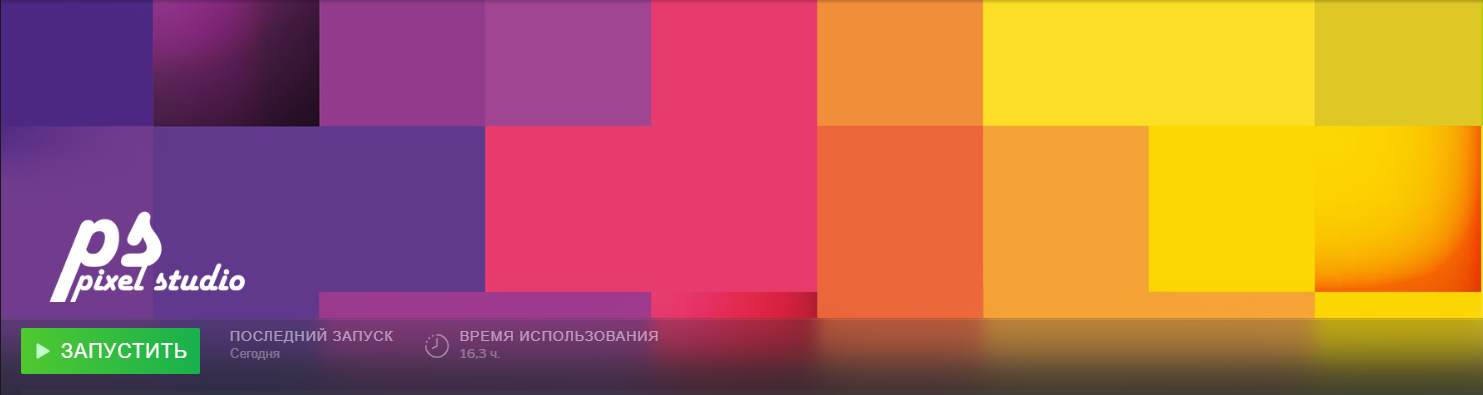 ps
pixel studio
ЗАПУСТИТЬ
ПОСЛЕДНИЙ ЗАПУСК
Сегодня
ВРЕМЯ ИСПОЛЬЗОВАНИЯ
16,3 ч.